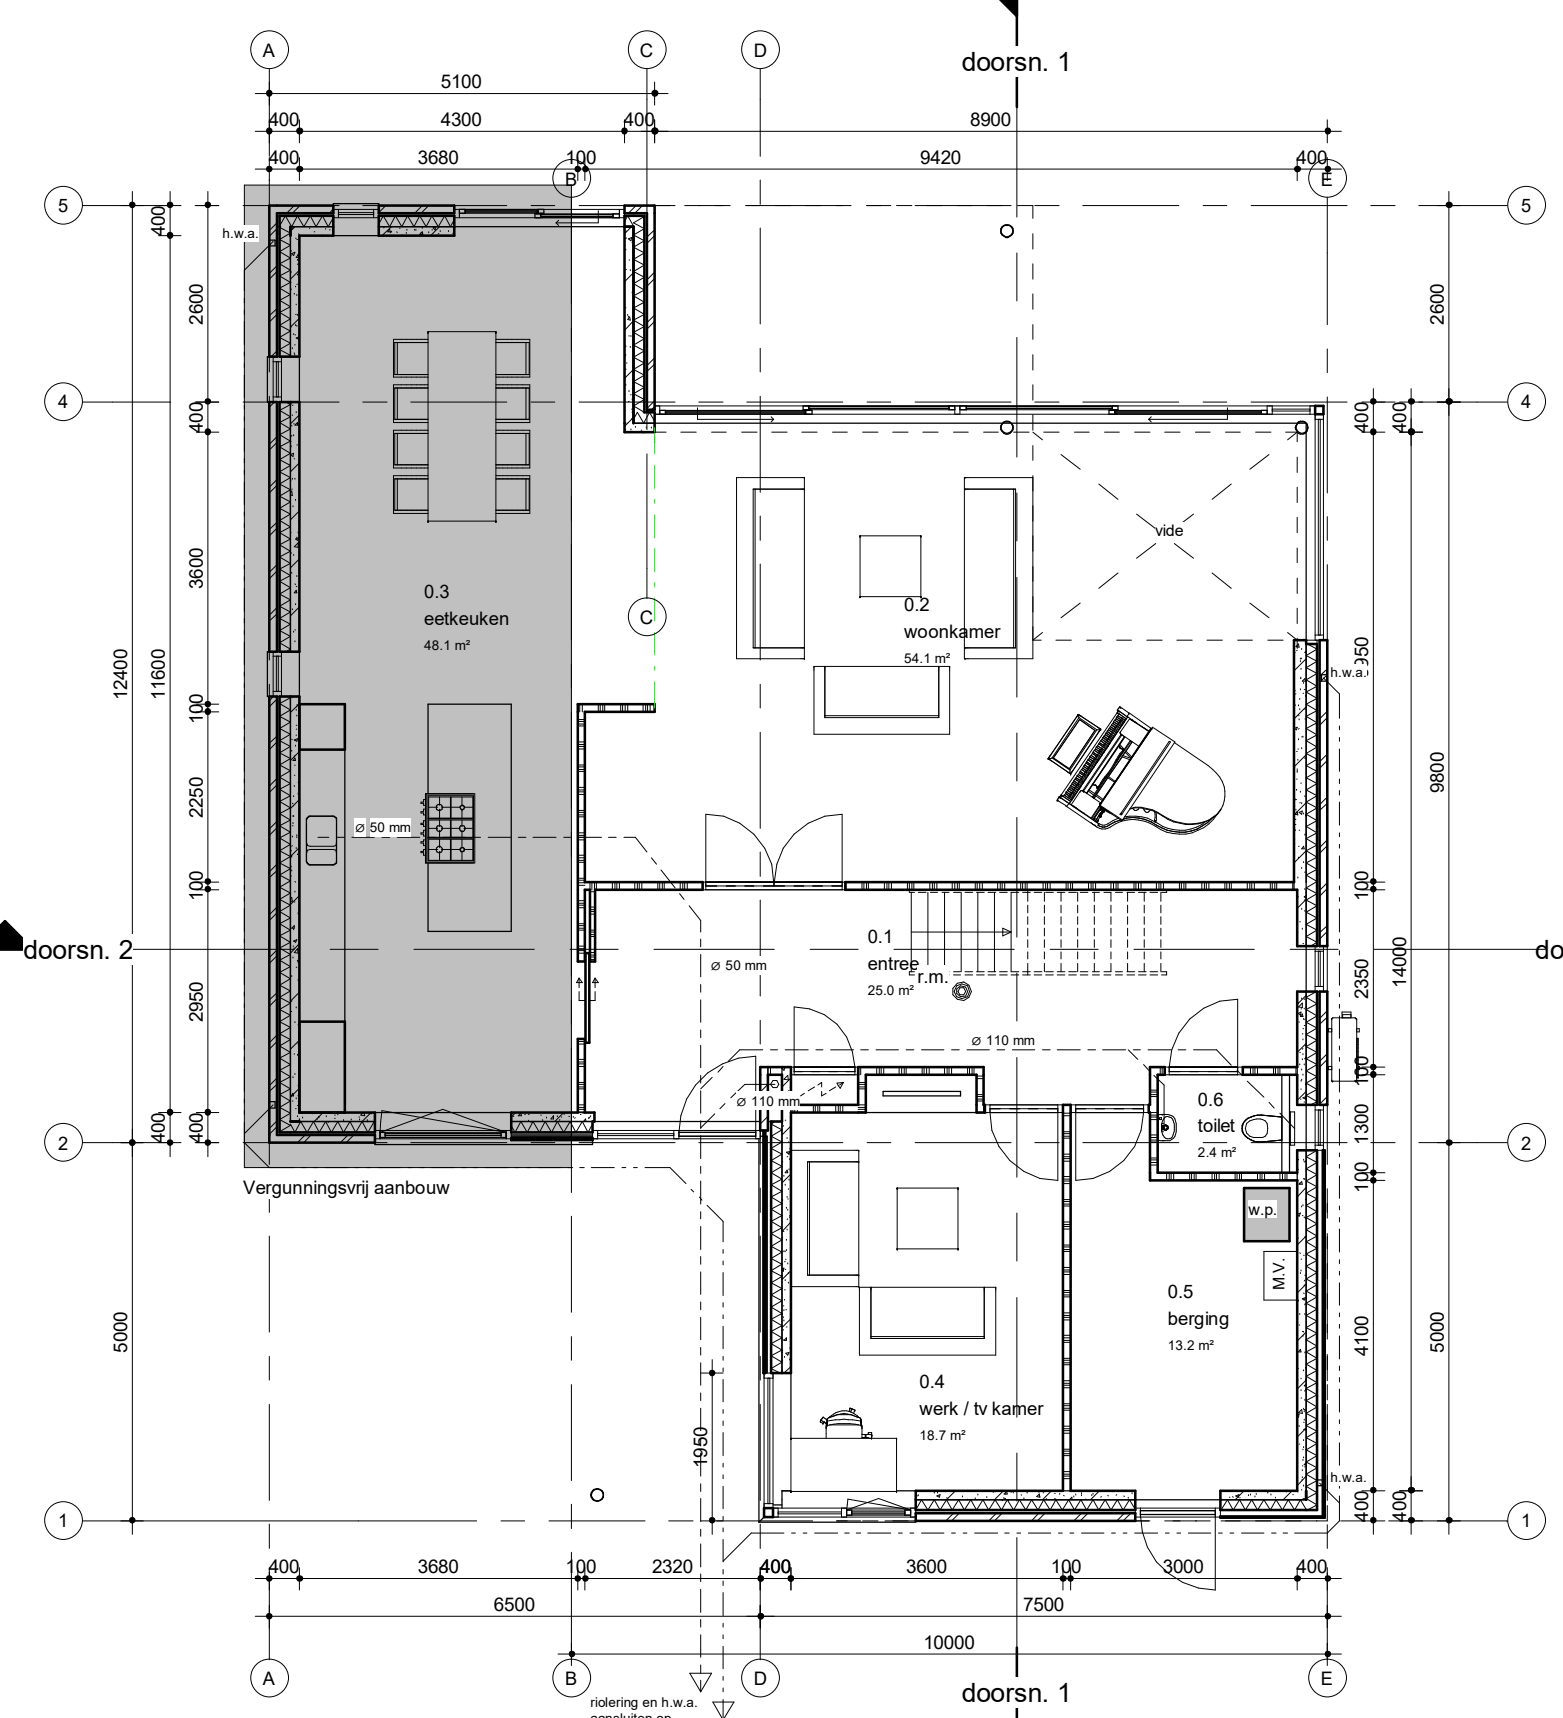 doorsn. 1
A
C
D
5100
400
4300
400
8900
400
3680
100
9420
400
B
E
5
5
h.w.a.
400
2600
2600
4
4
400
400
400
vide
3600
0.3
eetkeuken
48.1 m²
C
0.2
woonkamer
54.1 m²
12400
11600
h.w.a.
950
100
2250
9800
⌀ 50 mm
100
100
doorsn. 2
0.1
entree
r.m.
25.0 m²
⌀ 50 mm
do
14000
2350
2950
⌀ 110 mm
100
⌀ 110 mm
0.6
toilet
2.4 m²
1300
400
400
2
2
100
Vergunningsvrij aanbouw
w.p.
M.V.
0.5
berging
13.2 m²
5000
4100
5000
0.4
werk / tv kamer
18.7 m²
1950
h.w.a.
400
400
1
1
400
3680
100
2320
400
3600
100
3000
400
6500
7500
10000
A
B
D
E
doorsn. 1
riolering en h.w.a.
aansluiten op